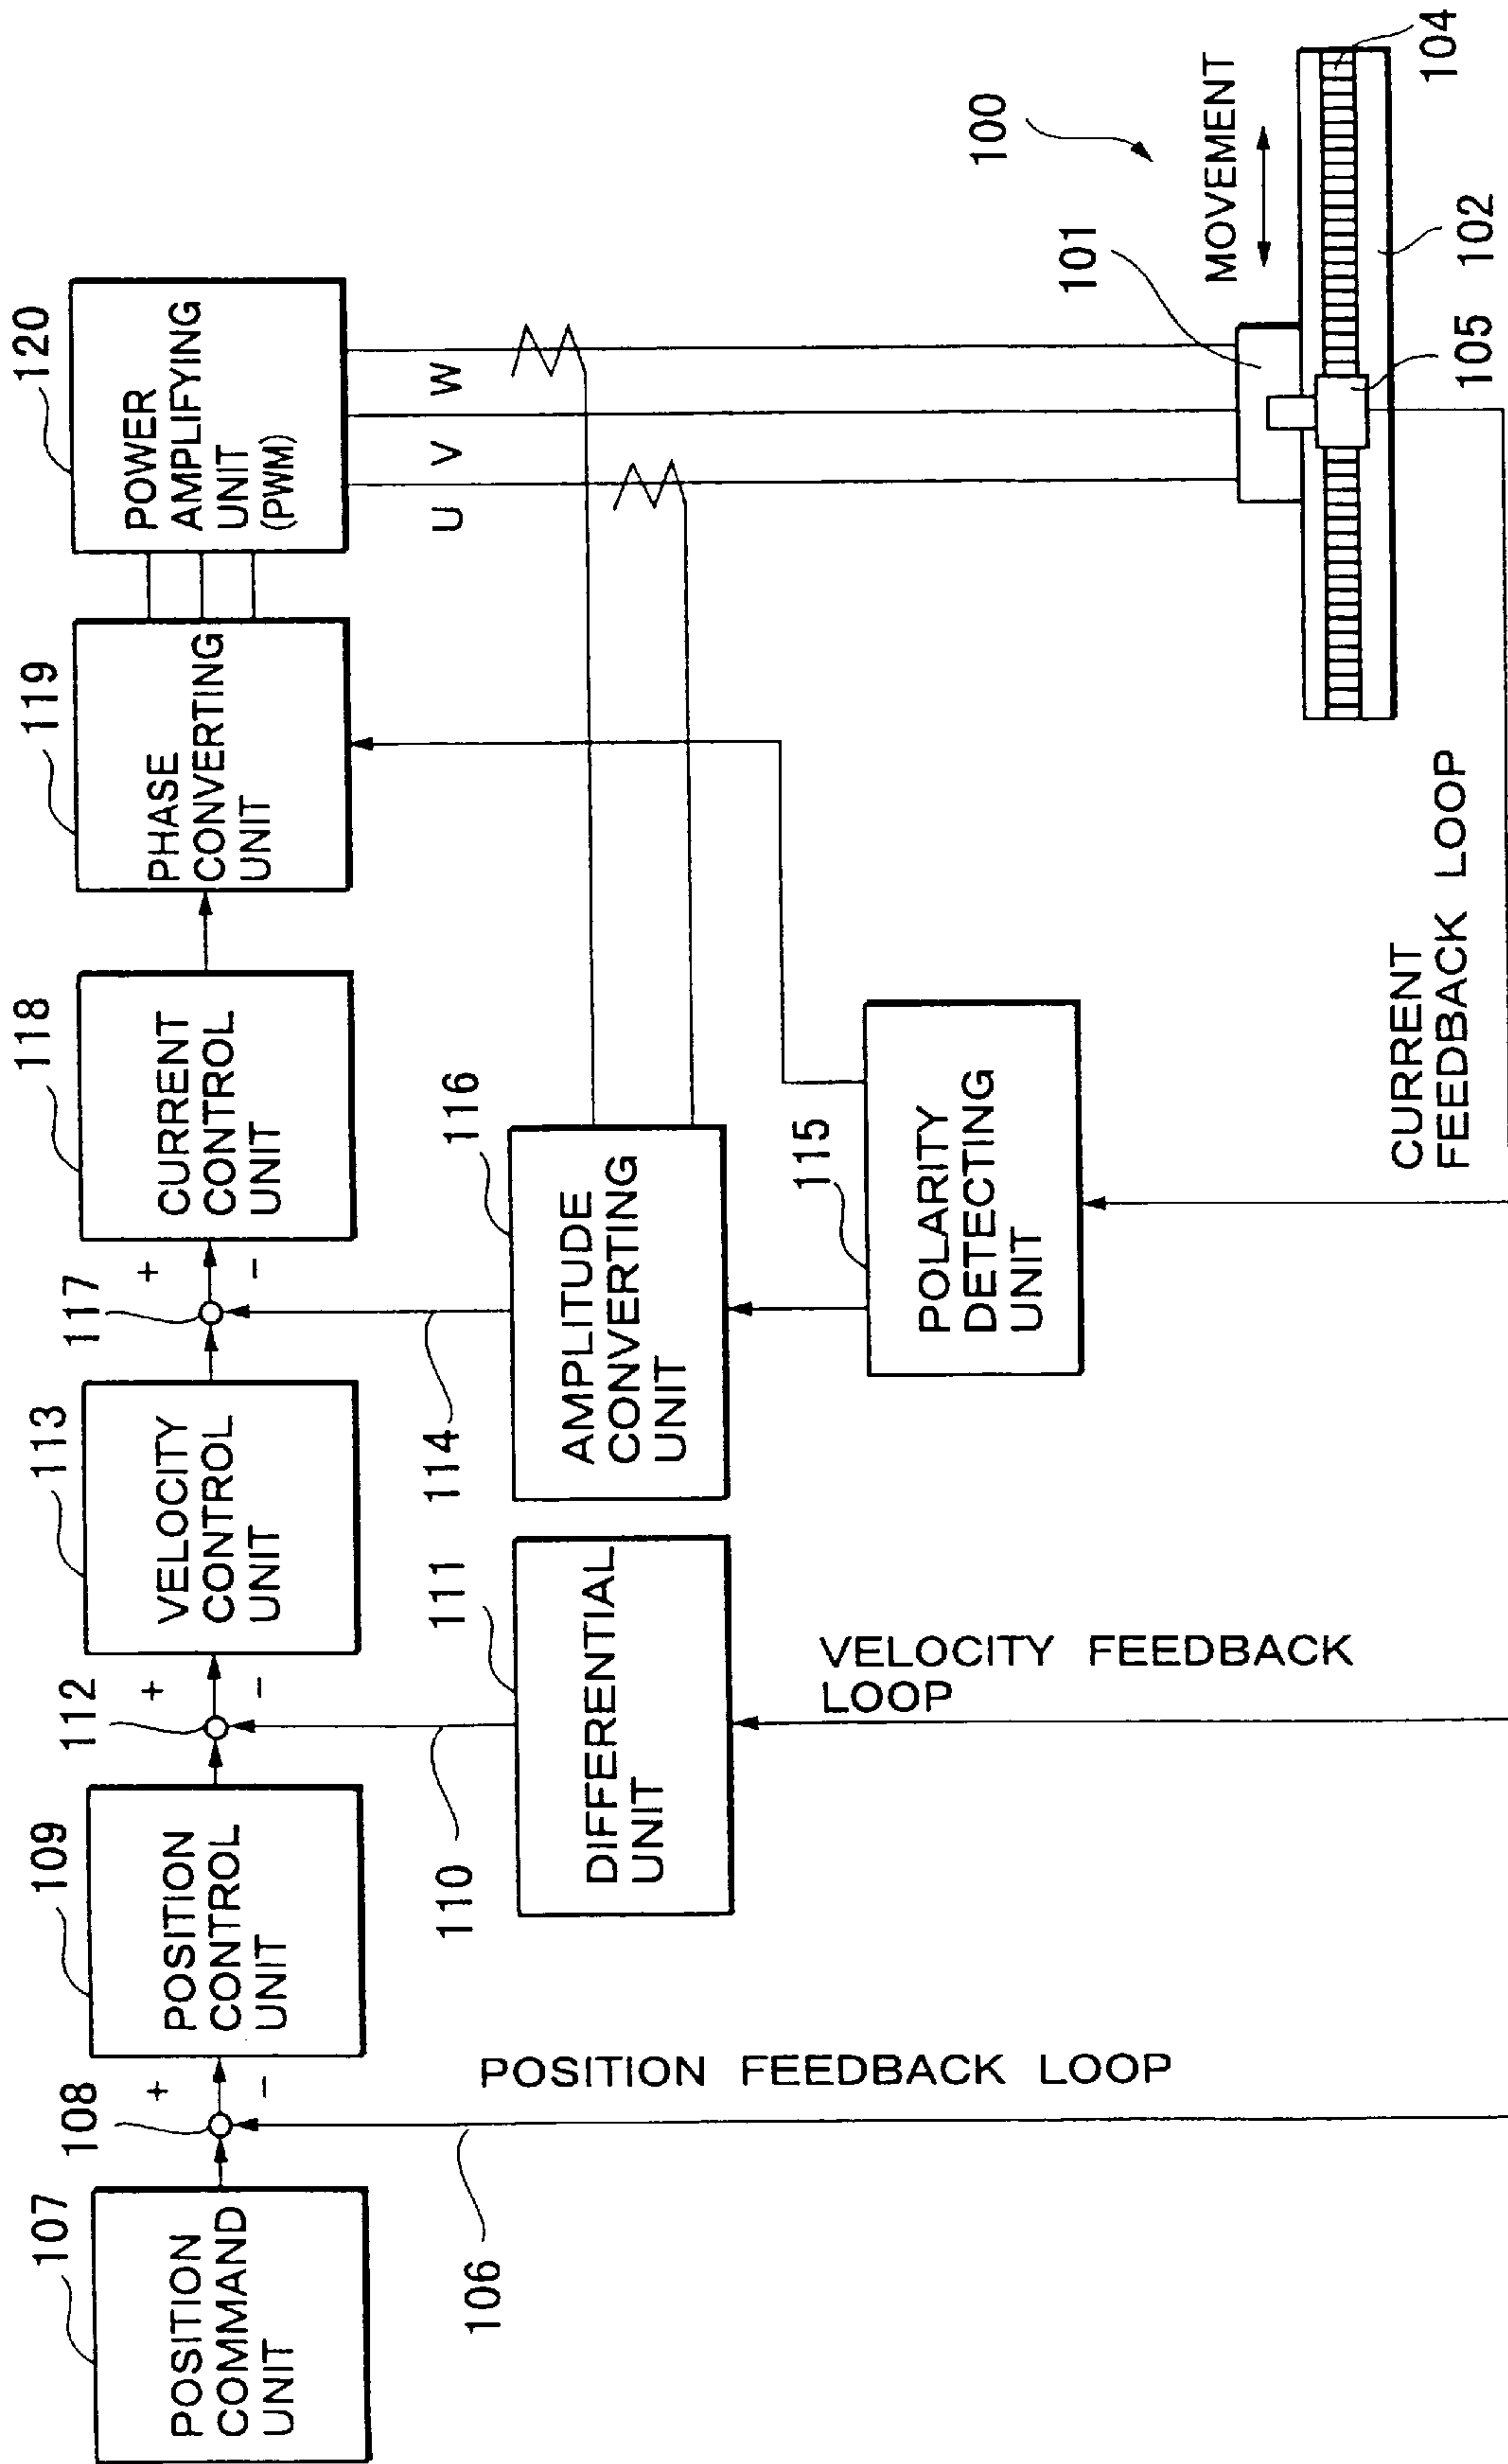 107
POSITION
COMMAND
UNIT
108
+
−
109
POSITION
CONTROL
UNIT
112
+
−
113
VELOCITY
CONTROL
UNIT
117
+
−
118
CURRENT
CONTROL
UNIT
119
PHASE
CONVERTING
UNIT
120
POWER
AMPLIFYING
UNIT
(PWM)
U
V
W
106
POSITION FEEDBACK LOOP
110
111
DIFFERENTIAL
UNIT
VELOCITY FEEDBACK
LOOP
114
116
AMPLITUDE
CONVERTING
UNIT
115
POLARITY
DETECTING
UNIT
CURRENT
FEEDBACK LOOP
100
MOVEMENT
101
105
102
104